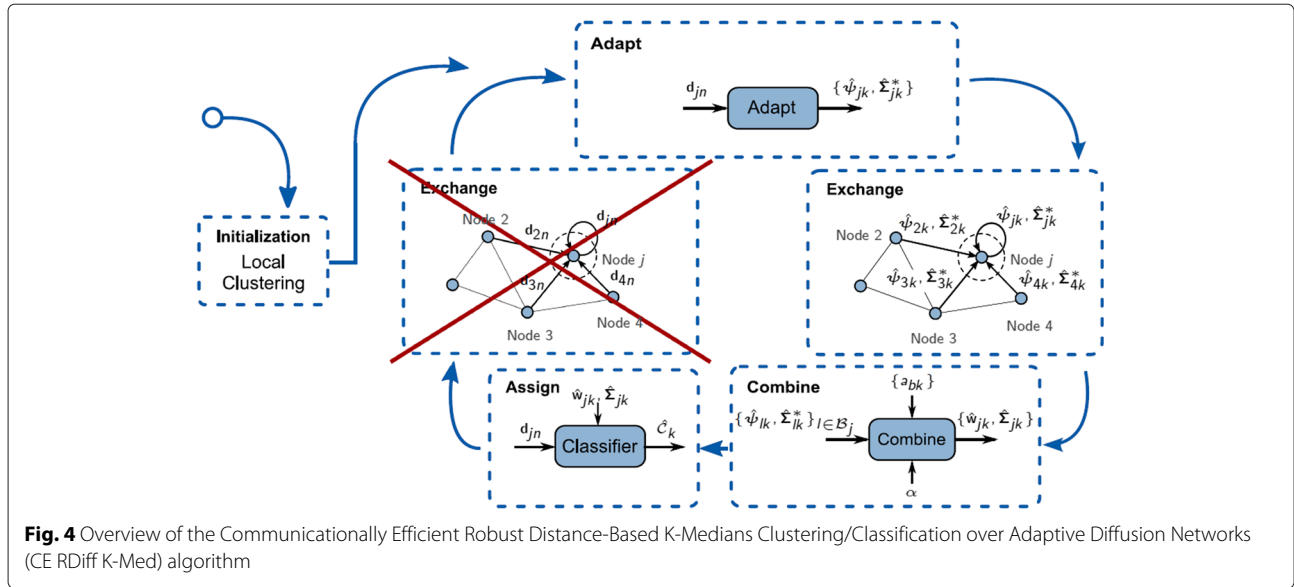 Adapt
d_jn
Adapt
{ψ̂_jk, Σ̂*_jk}
Initialization
Local
Clustering
Exchange
Node 2
d_2n
d_jn
Node j
d_3n
d_4n
Node 3
Node 4
Exchange
Node 2
ψ̂_2k, Σ̂*_2k
ψ̂_jk, Σ̂*_jk
Node j
ψ̂_3k, Σ̂*_3k
ψ̂_4k, Σ̂*_4k
Node 3
Node 4
Assign
ŵ_jk, Σ̂_jk
d_jn
Classifier
Ĉ_k
Combine
{a_bk}
{ψ̂_lk, Σ̂*_lk}_l∈B_j
Combine
{ŵ_jk, Σ̂_jk}
α
Fig. 4 Overview of the Communicationally Efficient Robust Distance-Based K-Medians Clustering/Classification over Adaptive Diffusion Networks
(CE RDiff K-Med) algorithm